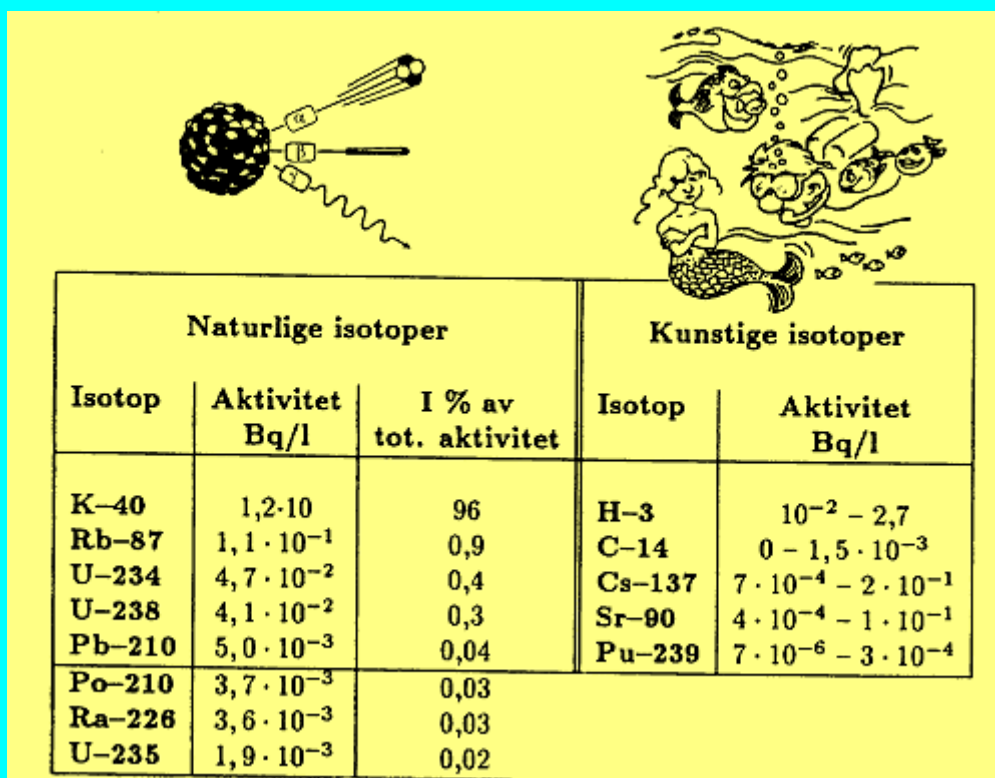 α
β
Naturlige isotoper
Isotop Aktivitet Bq/l I % av tot. aktivitet
K–40 1,2·10 96
Rb–87 1,1·10⁻¹ 0,9
U–234 4,7·10⁻² 0,4
U–238 4,1·10⁻² 0,3
Pb–210 5,0·10⁻³ 0,04
Po–210 3,7·10⁻³ 0,03
Ra–226 3,6·10⁻³ 0,03
U–235 1,9·10⁻³ 0,02
Kunstige isotoper
Isotop Aktivitet Bq/l
H–3 10⁻² – 2,7
C–14 0 – 1,5·10⁻³
Cs–137 7·10⁻⁴ – 2·10⁻¹
Sr–90 4·10⁻⁴ – 1·10⁻¹
Pu–239 7·10⁻⁶ – 3·10⁻⁴